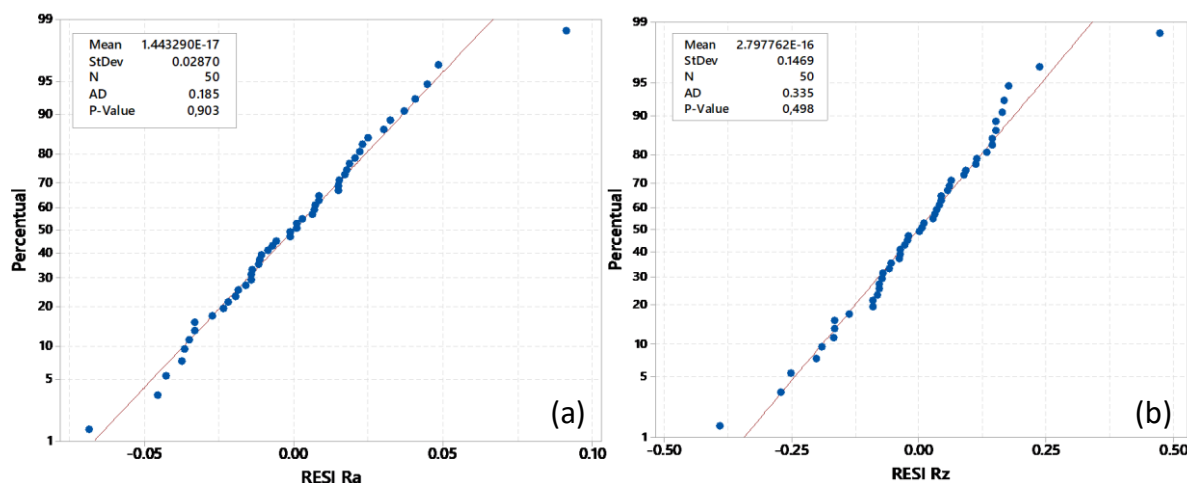 Mean 1.443290E-17
StDev 0.02870
N 50
AD 0.185
P-Value 0,903
99
95
90
80
70
60
50
40
30
20
10
5
1
Percentual
-0.05
0.00
0.05
0.10
RESI Ra
(a)
Mean 2.797762E-16
StDev 0.1469
N 50
AD 0.335
P-Value 0,498
99
95
90
80
70
60
50
40
30
20
10
5
1
Percentual
-0.50
-0.25
0.00
0.25
0.50
RESI Rz
(b)